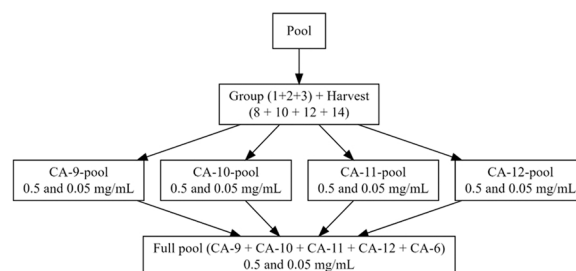 Pool
Group (1+2+3) + Harvest
(8 + 10 + 12 + 14)
CA-9-pool
0.5 and 0.05 mg/mL
CA-10-pool
0.5 and 0.05 mg/mL
CA-11-pool
0.5 and 0.05 mg/mL
CA-12-pool
0.5 and 0.05 mg/mL
Full pool (CA-9 + CA-10 + CA-11 + CA-12 + CA-6)
0.5 and 0.05 mg/mL